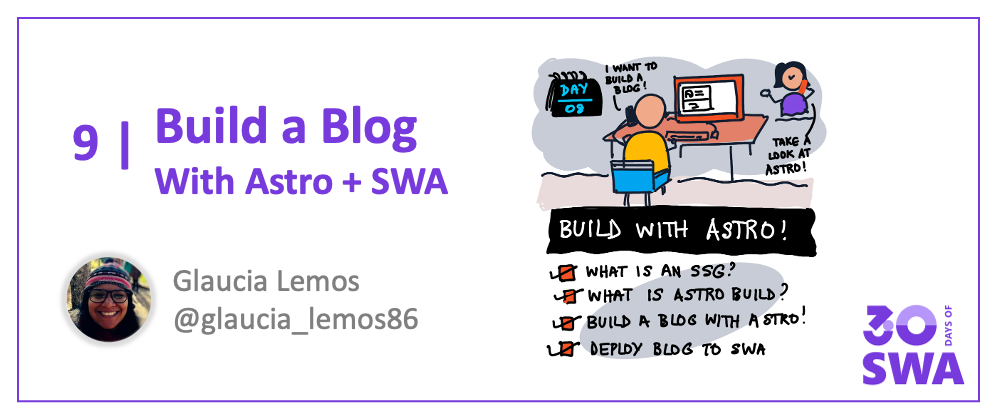 9 |
Build a Blog
With Astro + SWA
Glaucia Lemos
@glaucia_lemos86
DAY
09
I WANT TO
BUILD A
BLOG!
TAKE A
LOOK AT
ASTRO!
BUILD WITH ASTRO!
WHAT IS AN SSG?
WHAT IS ASTRO BUILD?
BUILD A BLOG WITH ASTRO!
DEPLOY BLOG TO SWA
30
DAYS OF
SWA